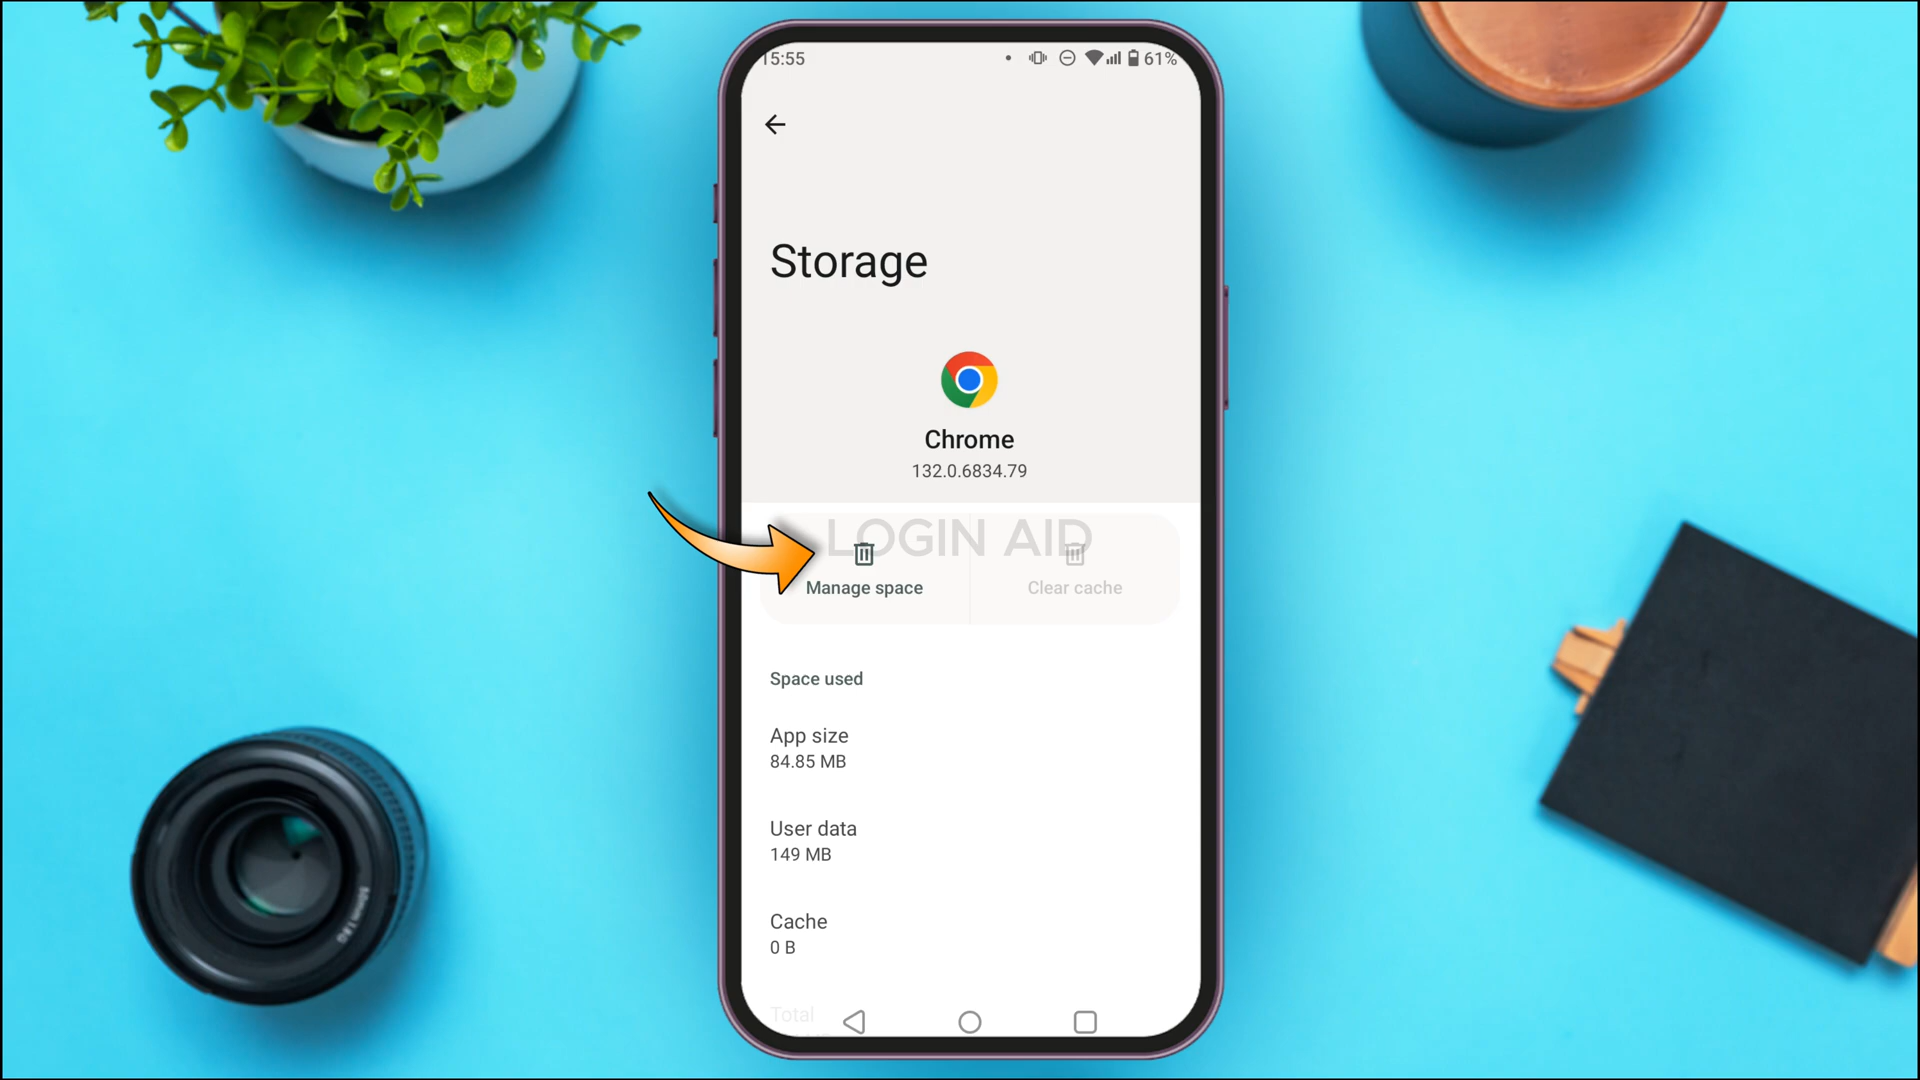 15:55
61%
Storage
Chrome
132.0.6834.79
LOGIN AID
Manage space
Clear cache
Space used
App size
84.85 MB
User data
149 MB
Cache
0 B
Total